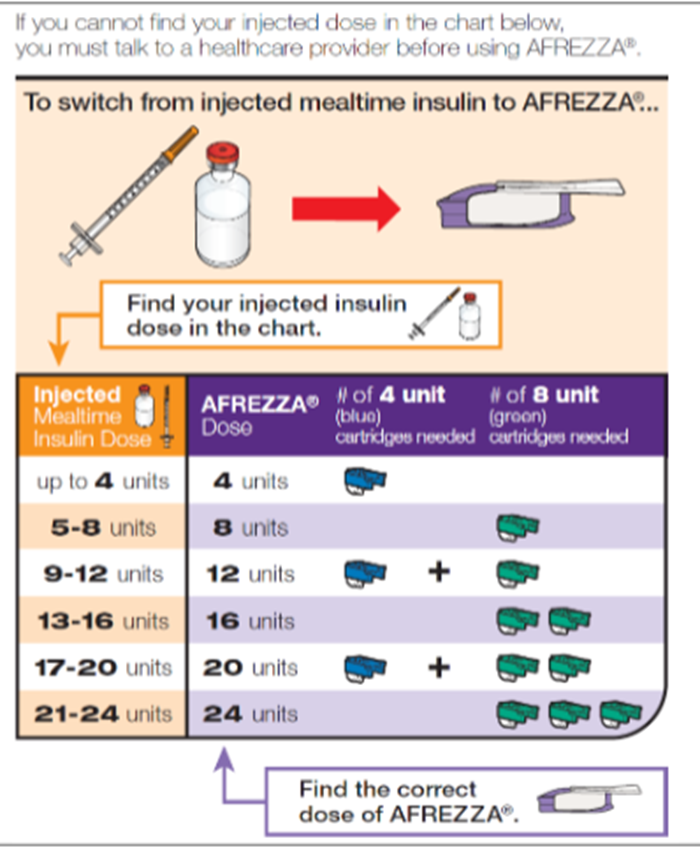 If you cannot find your injected dose in the chart below,
you must talk to a healthcare provider before using AFREZZA®.
To switch from injected mealtime insulin to AFREZZA®...
Find your injected insulin
dose in the chart.
Injected
Mealtime
Insulin Dose
AFREZZA®
Dose
# of 4 unit
(blue)
cartridges needed
# of 8 unit
(green)
cartridges needed
up to 4 units 4 units
5-8 units 8 units
9-12 units 12 units +
13-16 units 16 units
17-20 units 20 units +
21-24 units 24 units
Find the correct
dose of AFREZZA®.